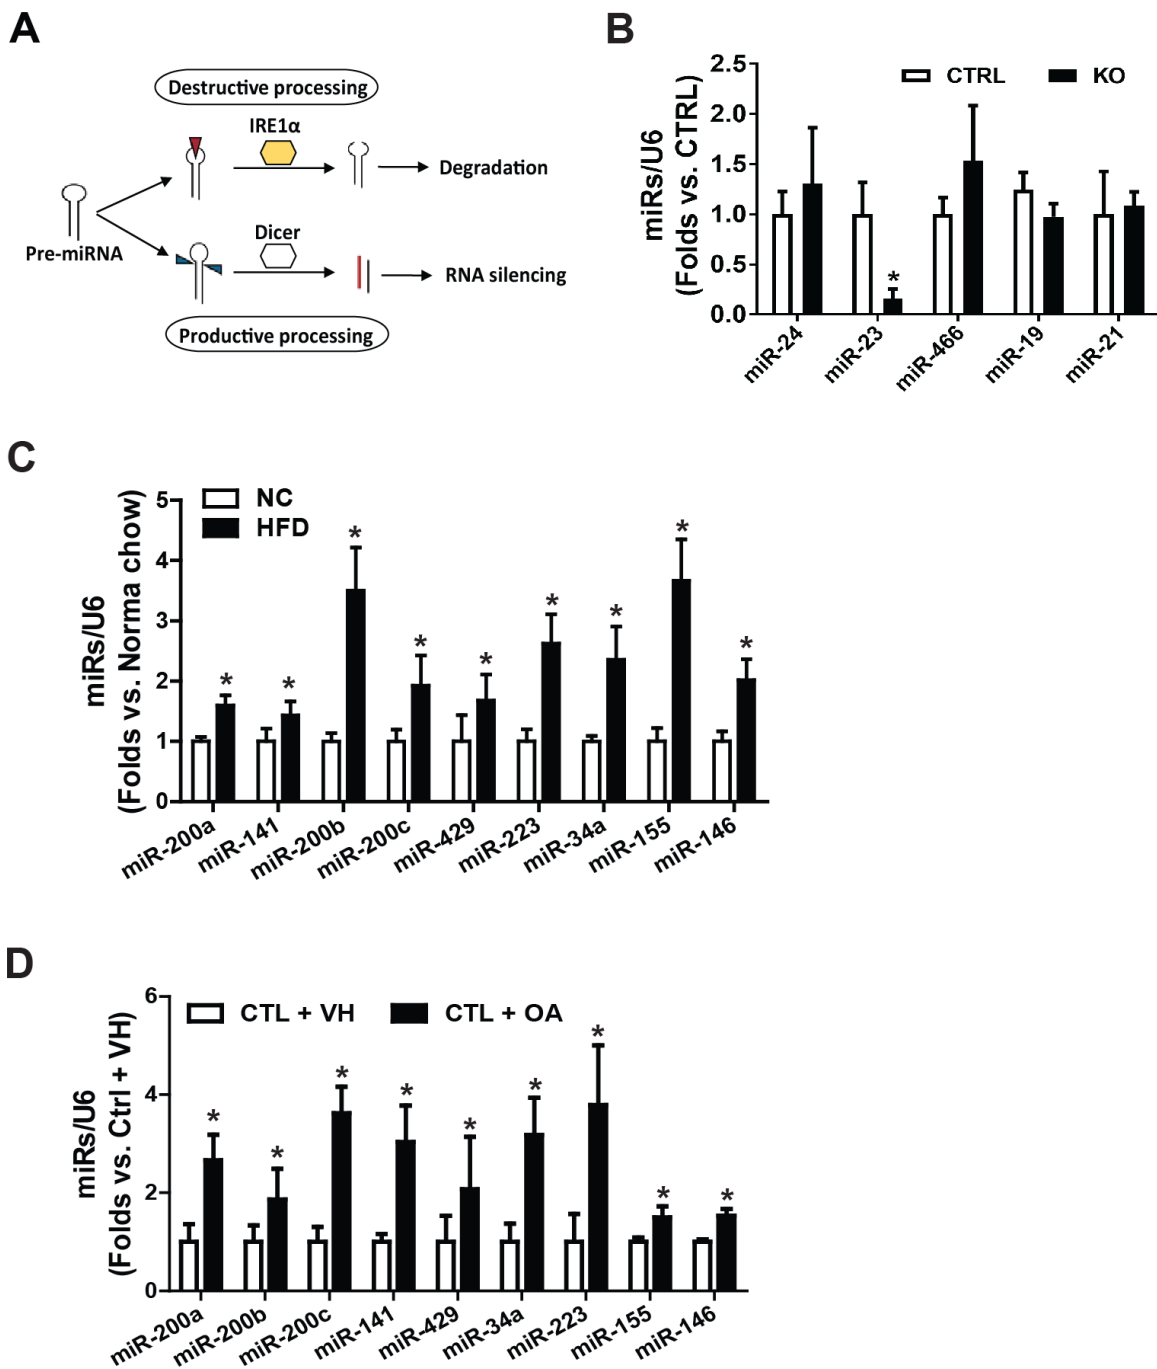 A
Destructive processing
IRE1α
Degradation
Pre-miRNA
Dicer
RNA silencing
Productive processing
B
miRs/U6
(Folds vs. CTRL)
2.5
2.0
1.5
1.0
0.5
0.0
CTRL
KO
*
miR-24
miR-23
miR-466
miR-19
miR-21
C
miRs/U6
(Folds vs. Norma chow)
5
4
3
2
1
0
NC
HFD
* * * * * * * * *
miR-200a
miR-141
miR-200b
miR-200c
miR-429
miR-223
miR-34a
miR-155
miR-146
D
miRs/U6
(Folds vs. Ctrl + VH)
6
4
2
0
CTL + VH
CTL + OA
* * * * * * * * *
miR-200a
miR-200b
miR-200c
miR-141
miR-429
miR-34a
miR-223
miR-155
miR-146